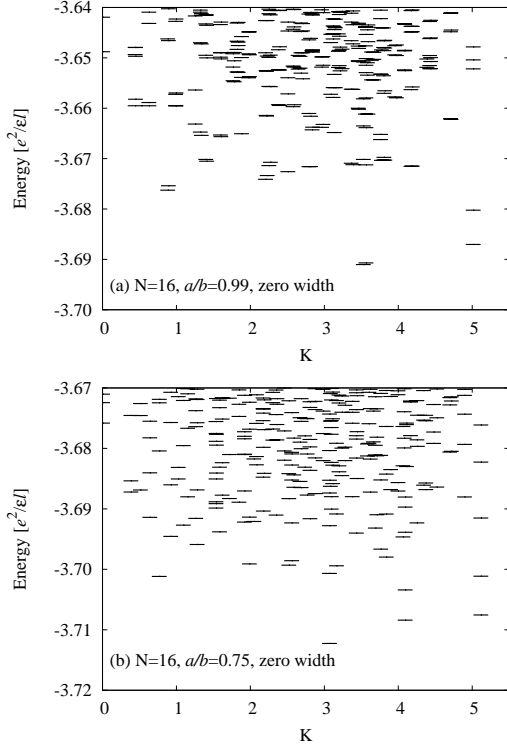 -3.64
-3.65
-3.66
-3.67
-3.68
-3.69
-3.70
Energy [e²/εl]
(a) N=16, a/b=0.99, zero width
0 1 2 3 4 5
K
-3.67
-3.68
-3.69
-3.70
-3.71
-3.72
Energy [e²/εl]
(b) N=16, a/b=0.75, zero width
0 1 2 3 4 5
K